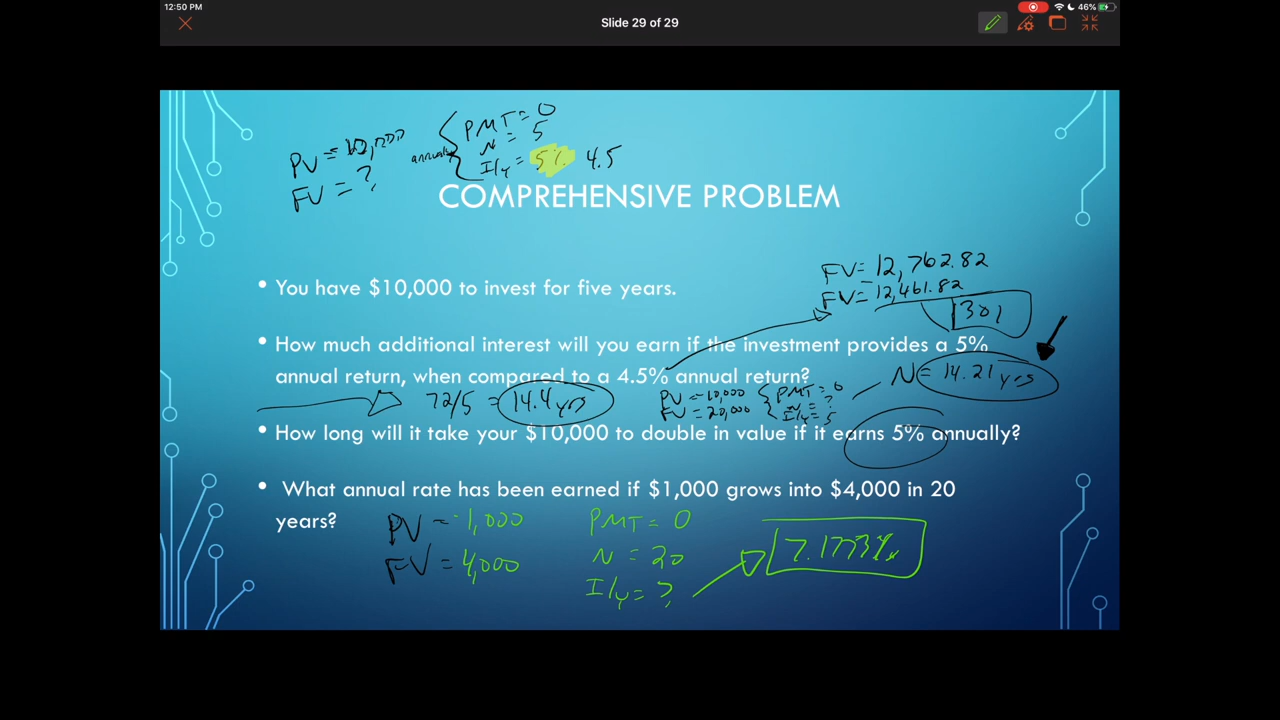 12:50 PM
46%
Slide 29 of 29
PV = -10,000
FV = ?
annually
PMT = 0
N = 5
I/y = 5% 4.5
COMPREHENSIVE PROBLEM
• You have $10,000 to invest for five years.
FV = 12,762.82
FV = 12,461.82
301
• How much additional interest will you earn if the investment provides a 5%
annual return, when compared to a 4.5% annual return?
72/5 = 14.4 yrs
PV = -10,000
FV = 20,000
PMT = 0
N = ?
I/y = 5
N = 14.21 yrs
• How long will it take your $10,000 to double in value if it earns 5% annually?
• What annual rate has been earned if $1,000 grows into $4,000 in 20
years?
PV = -1,000
FV = 4,000
PMT = 0
N = 20
I/y = ?
7.1773%